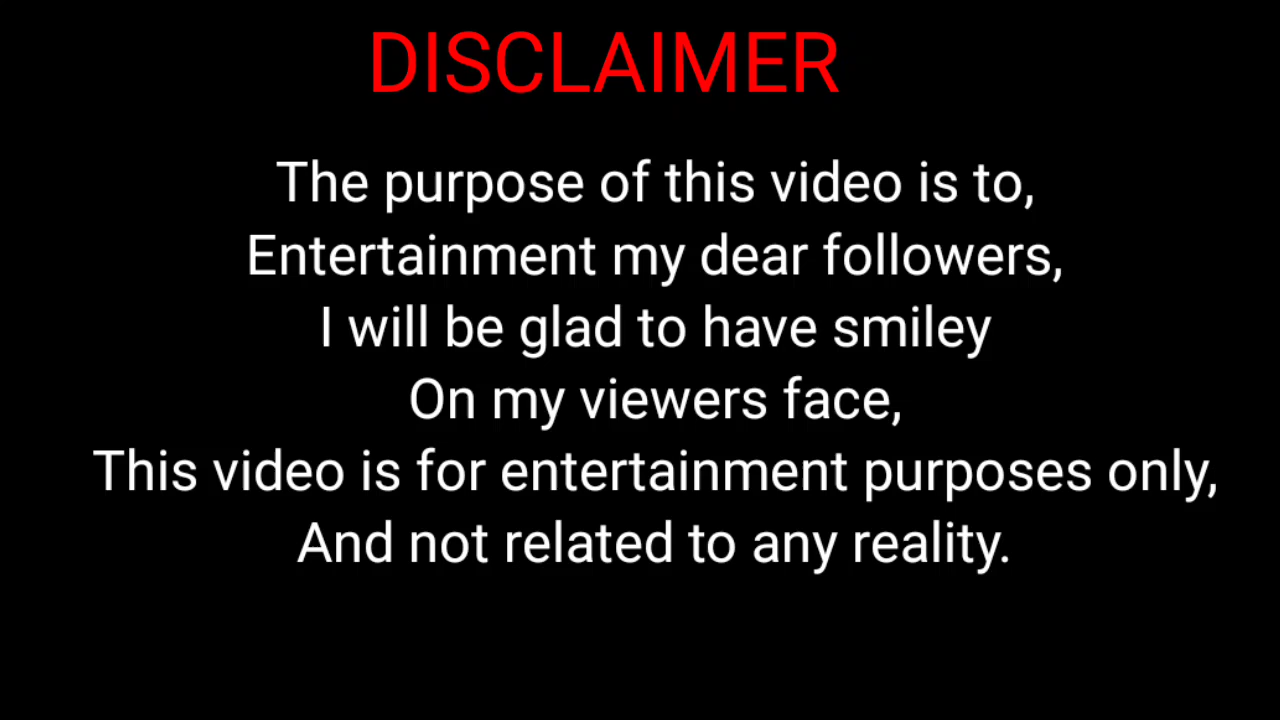 DISCLAIMER
The purpose of this video is to,
Entertainment my dear followers,
I will be glad to have smiley
On my viewers face,
This video is for entertainment purposes only,
And not related to any reality.